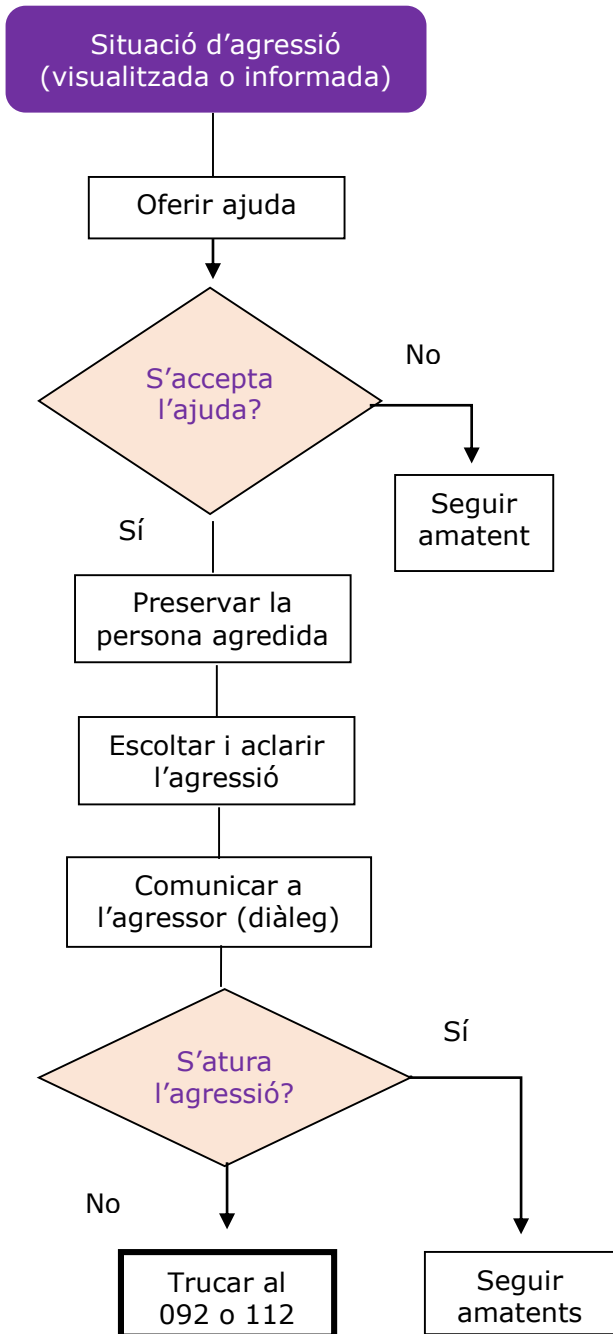 Situació d’agressió
(visualitzada o informada)
Oferir ajuda
S’accepta
l’ajuda?
No
Seguir
amatent
Sí
Preservar la
persona agredida
Escoltar i aclarir
l’agressió
Comunicar a
l’agressor (diàleg)
S’atura
l’agressió?
Sí
No
Trucar al
092 o 112
Seguir
amatents